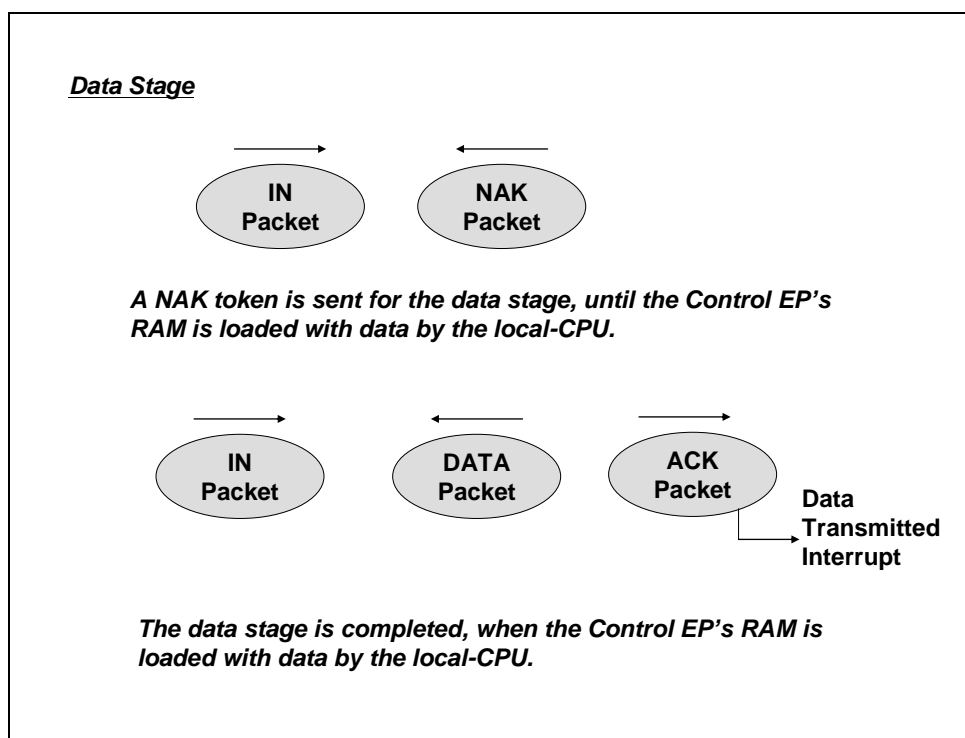 Data Stage
IN
Packet
NAK
Packet
A NAK token is sent for the data stage, until the Control EP's
RAM is loaded with data by the local-CPU.
IN
Packet
DATA
Packet
ACK
Packet
Data
Transmitted
Interrupt
The data stage is completed, when the Control EP's RAM is
loaded with data by the local-CPU.